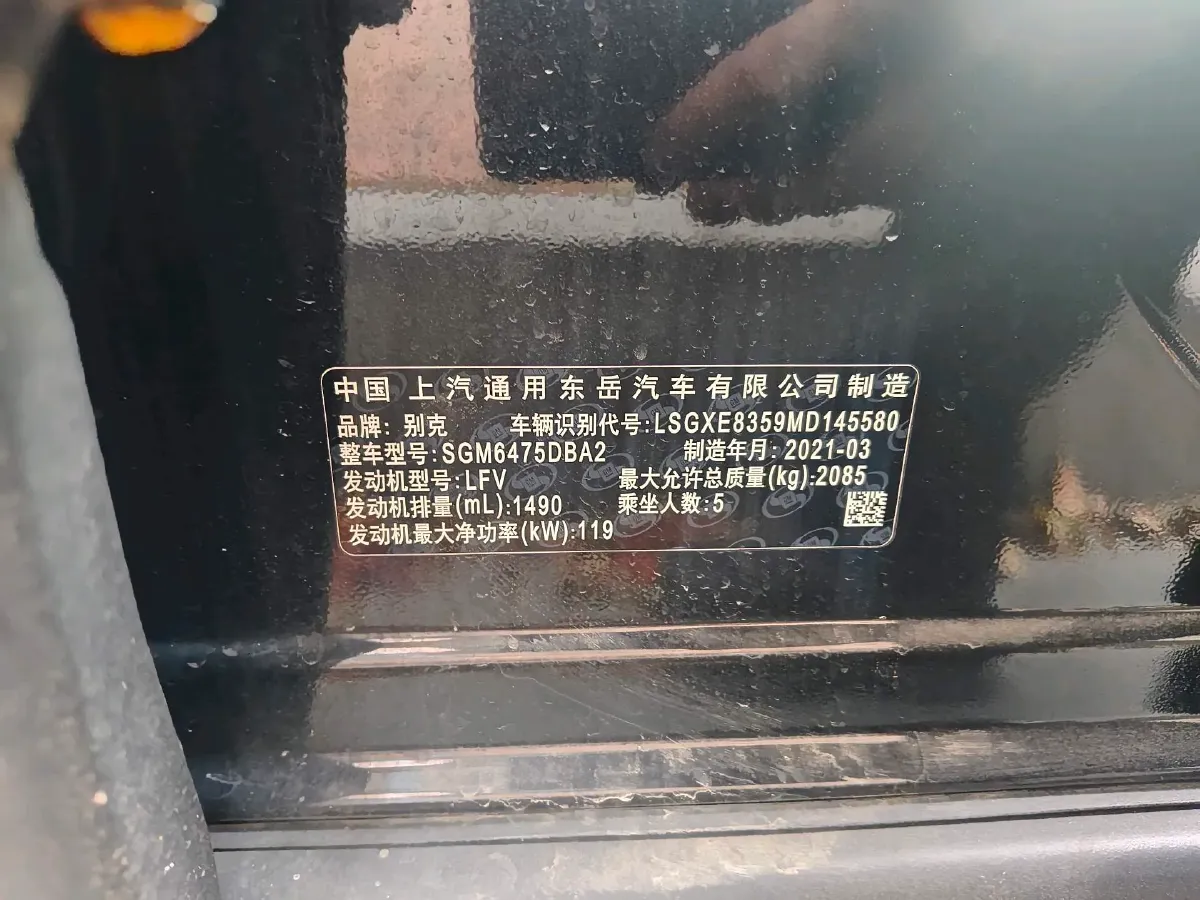 中国 上汽通用东岳汽车有限公司制造
品牌: 别克 车辆识别代号:LSGXE8359MD145580
整车型号:SGM6475DBA2 制造年月: 2021-03
发动机型号:LFV 最大允许总质量(kg):2085
发动机排量(mL):1490 乘坐人数:5
发动机最大净功率(kW):119